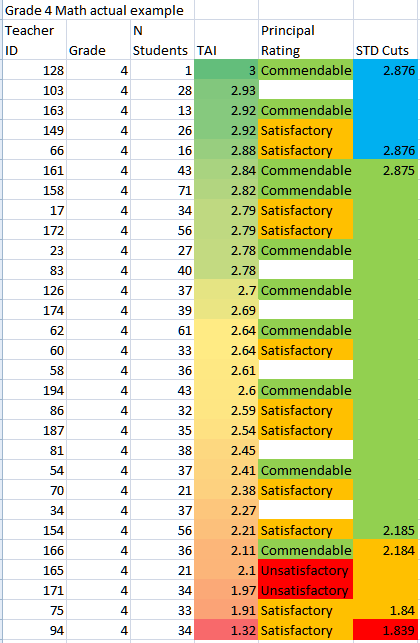 Grade 4 Math actual example
Teacher ID Grade N Students TAI Principal Rating STD Cuts
128 4 1 3 Commendable 2.876
103 4 28 2.93
163 4 13 2.92 Commendable
149 4 26 2.92 Satisfactory
66 4 16 2.88 Satisfactory 2.876
161 4 43 2.84 Commendable 2.875
158 4 71 2.82 Commendable
17 4 34 2.79 Satisfactory
172 4 56 2.79 Satisfactory
23 4 27 2.78 Commendable
83 4 40 2.78
126 4 37 2.7 Commendable
174 4 39 2.69
62 4 61 2.64 Commendable
60 4 33 2.64 Satisfactory
58 4 36 2.61
194 4 43 2.6 Commendable
86 4 32 2.59 Satisfactory
187 4 35 2.54 Satisfactory
81 4 38 2.45
54 4 37 2.41 Commendable
70 4 21 2.38 Satisfactory
34 4 37 2.27
154 4 56 2.21 Satisfactory 2.185
166 4 36 2.11 Commendable 2.184
165 4 21 2.1 Unsatisfactory
171 4 34 1.97 Unsatisfactory
75 4 33 1.91 Satisfactory 1.84
94 4 34 1.32 Satisfactory 1.839